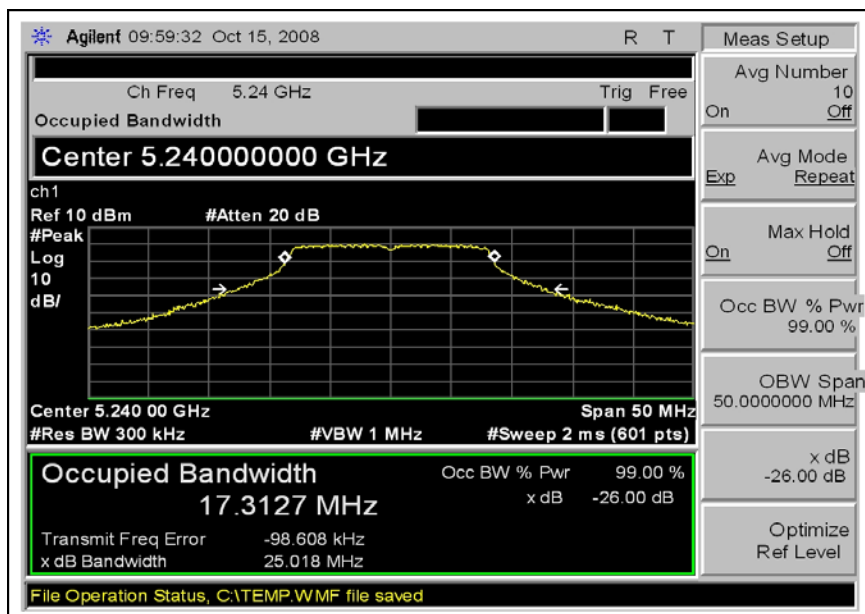 Agilent 09:59:32 Oct 15, 2008 R T
Ch Freq 5.24 GHz Trig Free
Occupied Bandwidth
Center 5.240000000 GHz
ch1
Ref 10 dBm #Atten 20 dB
#Peak
Log
10
dB/
Center 5.240 00 GHz Span 50 MHz
#Res BW 300 kHz #VBW 1 MHz #Sweep 2 ms (601 pts)
Occupied Bandwidth Occ BW % Pwr 99.00 %
17.3127 MHz x dB -26.00 dB
Transmit Freq Error -98.608 kHz
x dB Bandwidth 25.018 MHz
File Operation Status, C:\TEMP.WMF file saved
Meas Setup
Avg Number
10
On Off
Avg Mode
Exp Repeat
Max Hold
On Off
Occ BW % Pwr
99.00 %
OBW Span
50.0000000 MHz
x dB
-26.00 dB
Optimize
Ref Level